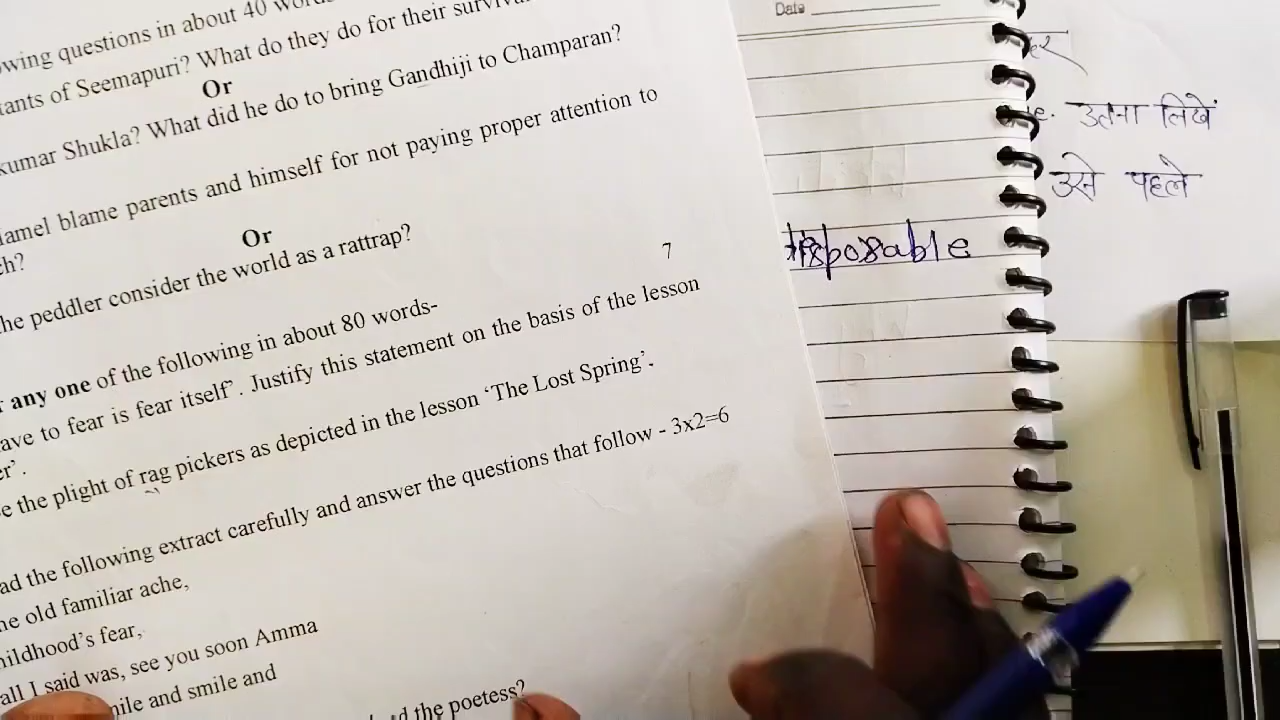 owing questions in about 40
tants of Seemapuri? What do they do for their
Or
kumar Shukla? What did he do to bring Gandhiji to Champaran?
amel blame parents and himself for not paying proper attention to
ch?
Or
he peddler consider the world as a rattrap?
7
any one of the following in about 80 words-
ave to fear is fear itself’. Justify this statement on the basis of the lesson
er’.
e the plight of rag pickers as depicted in the lesson ‘The Lost Spring’.
ad the following extract carefully and answer the questions that follow - 3x2=6
he old familiar ache,
hildhood’s fear,
all I said was, see you soon Amma
mile and smile and
the poetess?
Date
posable
उतना लिखें
उसे पहले